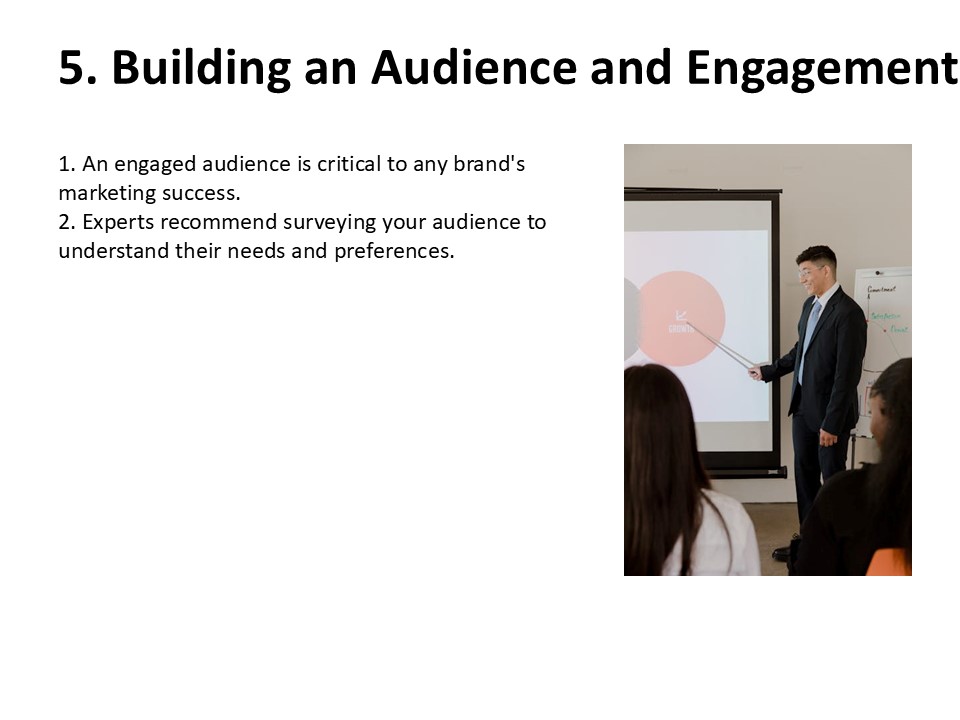 5. Building an Audience and Engagement
1. An engaged audience is critical to any brand's
marketing success.
2. Experts recommend surveying your audience to
understand their needs and preferences.
GROWTH
Commitment
Satisfaction